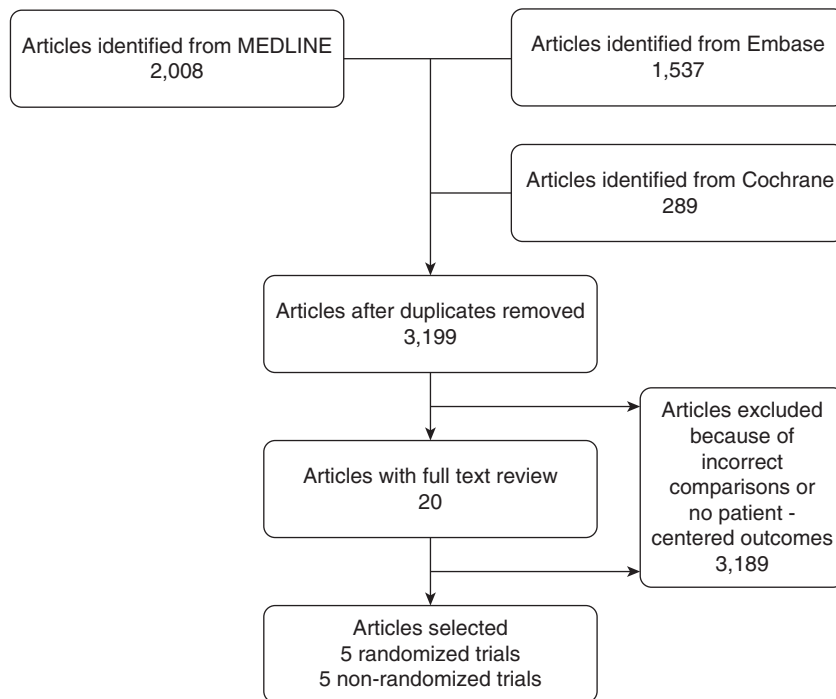 Articles identified from MEDLINE
2,008
Articles identified from Embase
1,537
Articles identified from Cochrane
289
Articles after duplicates removed
3,199
Articles excluded
because of
incorrect
comparisons or
no patient -
centered outcomes
3,189
Articles with full text review
20
Articles selected
5 randomized trials
5 non-randomized trials